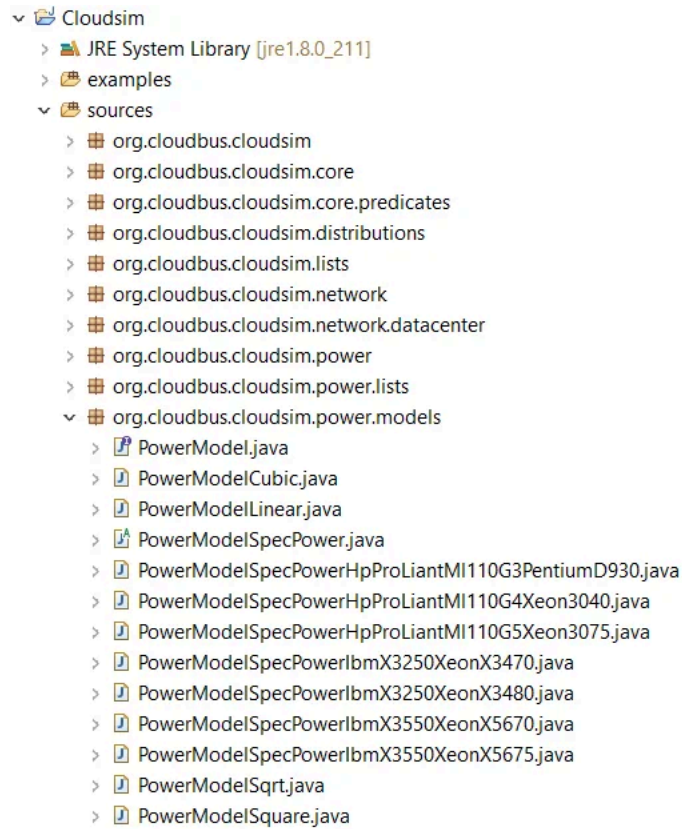 Cloudsim
JRE System Library [jre1.8.0_211]
examples
sources
org.cloudbus.cloudsim
org.cloudbus.cloudsim.core
org.cloudbus.cloudsim.core.predicates
org.cloudbus.cloudsim.distributions
org.cloudbus.cloudsim.lists
org.cloudbus.cloudsim.network
org.cloudbus.cloudsim.network.datacenter
org.cloudbus.cloudsim.power
org.cloudbus.cloudsim.power.lists
org.cloudbus.cloudsim.power.models
PowerModel.java
PowerModelCubic.java
PowerModelLinear.java
PowerModelSpecPower.java
PowerModelSpecPowerHpProLiantMl110G3PentiumD930.java
PowerModelSpecPowerHpProLiantMl110G4Xeon3040.java
PowerModelSpecPowerHpProLiantMl110G5Xeon3075.java
PowerModelSpecPowerIbmX3250XeonX3470.java
PowerModelSpecPowerIbmX3250XeonX3480.java
PowerModelSpecPowerIbmX3550XeonX5670.java
PowerModelSpecPowerIbmX3550XeonX5675.java
PowerModelSqrt.java
PowerModelSquare.java